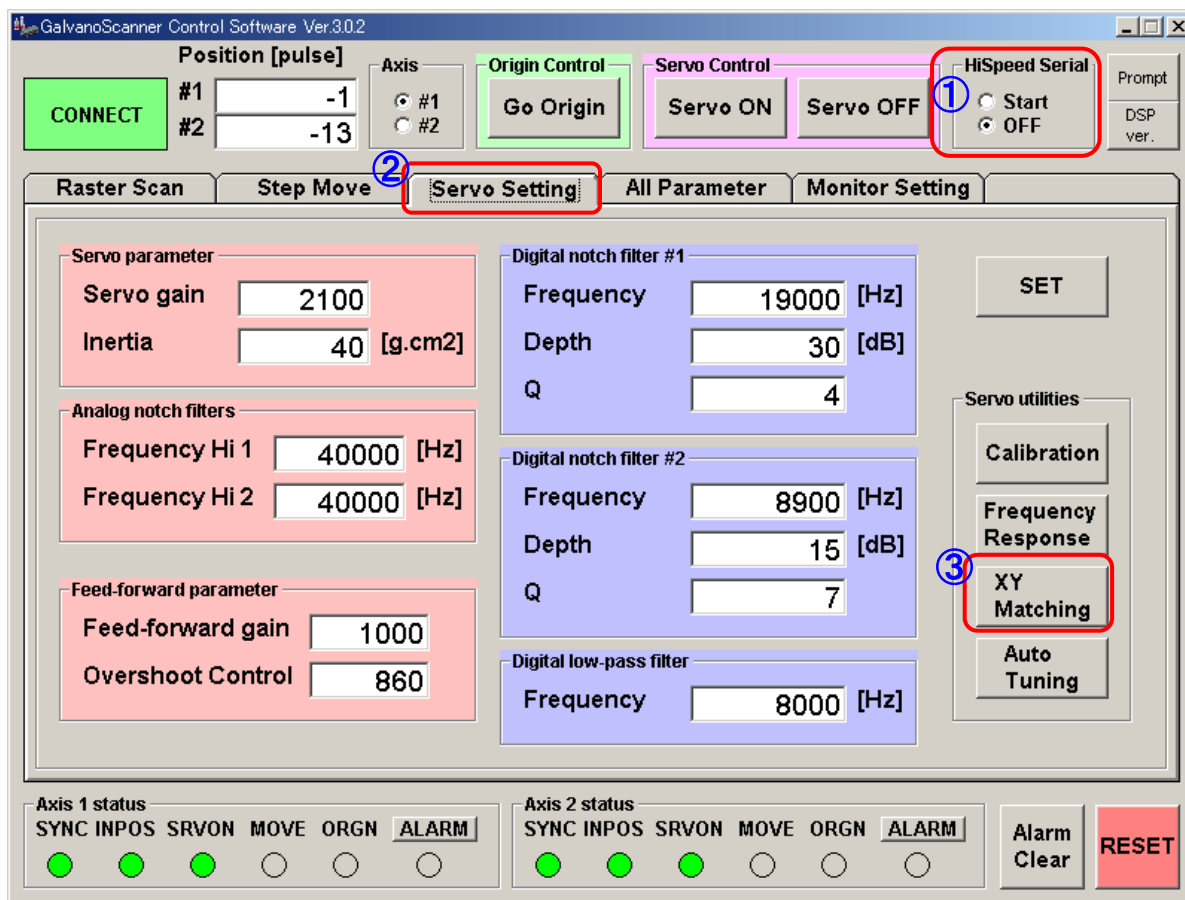 GalvanoScanner Control Software Ver.3.0.2
Position [pulse]
#1 -1
#2 -13
CONNECT
Axis
#1
#2
Origin Control
Go Origin
Servo Control
Servo ON Servo OFF
①
HiSpeed Serial
Start
OFF
Prompt
DSP
ver.
②
Raster Scan Step Move Servo Setting All Parameter Monitor Setting
Servo parameter
Servo gain 2100
Inertia 40 [g.cm2]
Analog notch filters
Frequency Hi 1 40000 [Hz]
Frequency Hi 2 40000 [Hz]
Feed-forward parameter
Feed-forward gain 1000
Overshoot Control 860
Digital notch filter #1
Frequency 19000 [Hz]
Depth 30 [dB]
Q 4
Digital notch filter #2
Frequency 8900 [Hz]
Depth 15 [dB]
Q 7
Digital low-pass filter
Frequency 8000 [Hz]
SET
Servo utilities
Calibration
Frequency
Response
③
XY
Matching
Auto
Tuning
Axis 1 status
SYNC INPOS SRVON MOVE ORGN ALARM
Axis 2 status
SYNC INPOS SRVON MOVE ORGN ALARM
Alarm
Clear
RESET